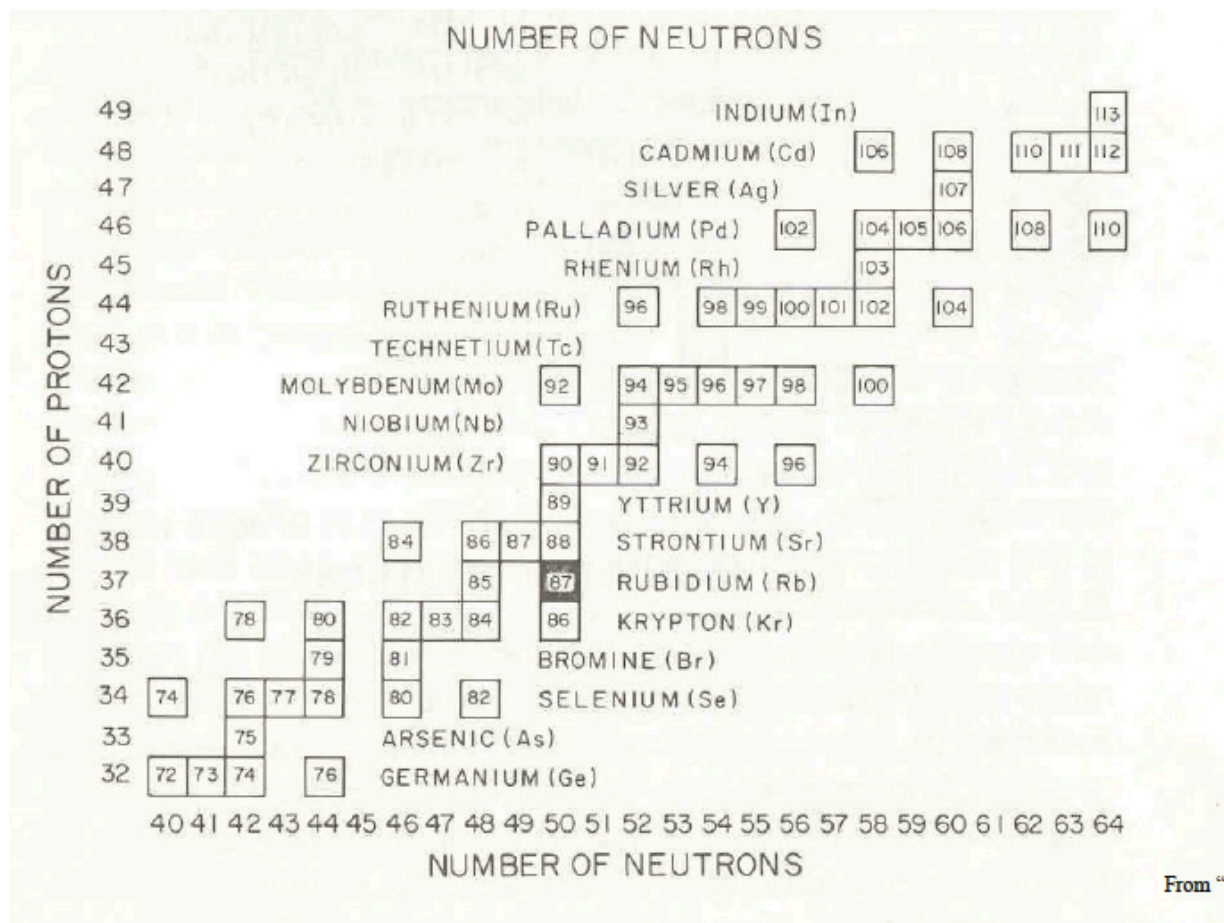 NUMBER OF NEUTRONS
49 INDIUM (In) 113
48 CADMIUM (Cd) 106 108 110 111 112
47 SILVER (Ag) 107
46 PALLADIUM (Pd) 102 104 105 106 108 110
45 RHENIUM (Rh) 103
44 RUTHENIUM (Ru) 96 98 99 100 101 102 104
43 TECHNETIUM (Tc)
42 MOLYBDENUM (Mo) 92 94 95 96 97 98 100
41 NIOBIUM (Nb) 93
40 ZIRCONIUM (Zr) 90 91 92 94 96
39 89 YTTRIUM (Y)
38 84 86 87 88 STRONTIUM (Sr)
37 85 87 RUBIDIUM (Rb)
36 78 80 82 83 84 86 KRYPTON (Kr)
35 79 81 BROMINE (Br)
34 74 76 77 78 80 82 SELENIUM (Se)
33 75 ARSENIC (As)
32 72 73 74 76 GERMANIUM (Ge)
NUMBER OF PROTONS
40 41 42 43 44 45 46 47 48 49 50 51 52 53 54 55 56 57 58 59 60 61 62 63 64
NUMBER OF NEUTRONS
From “